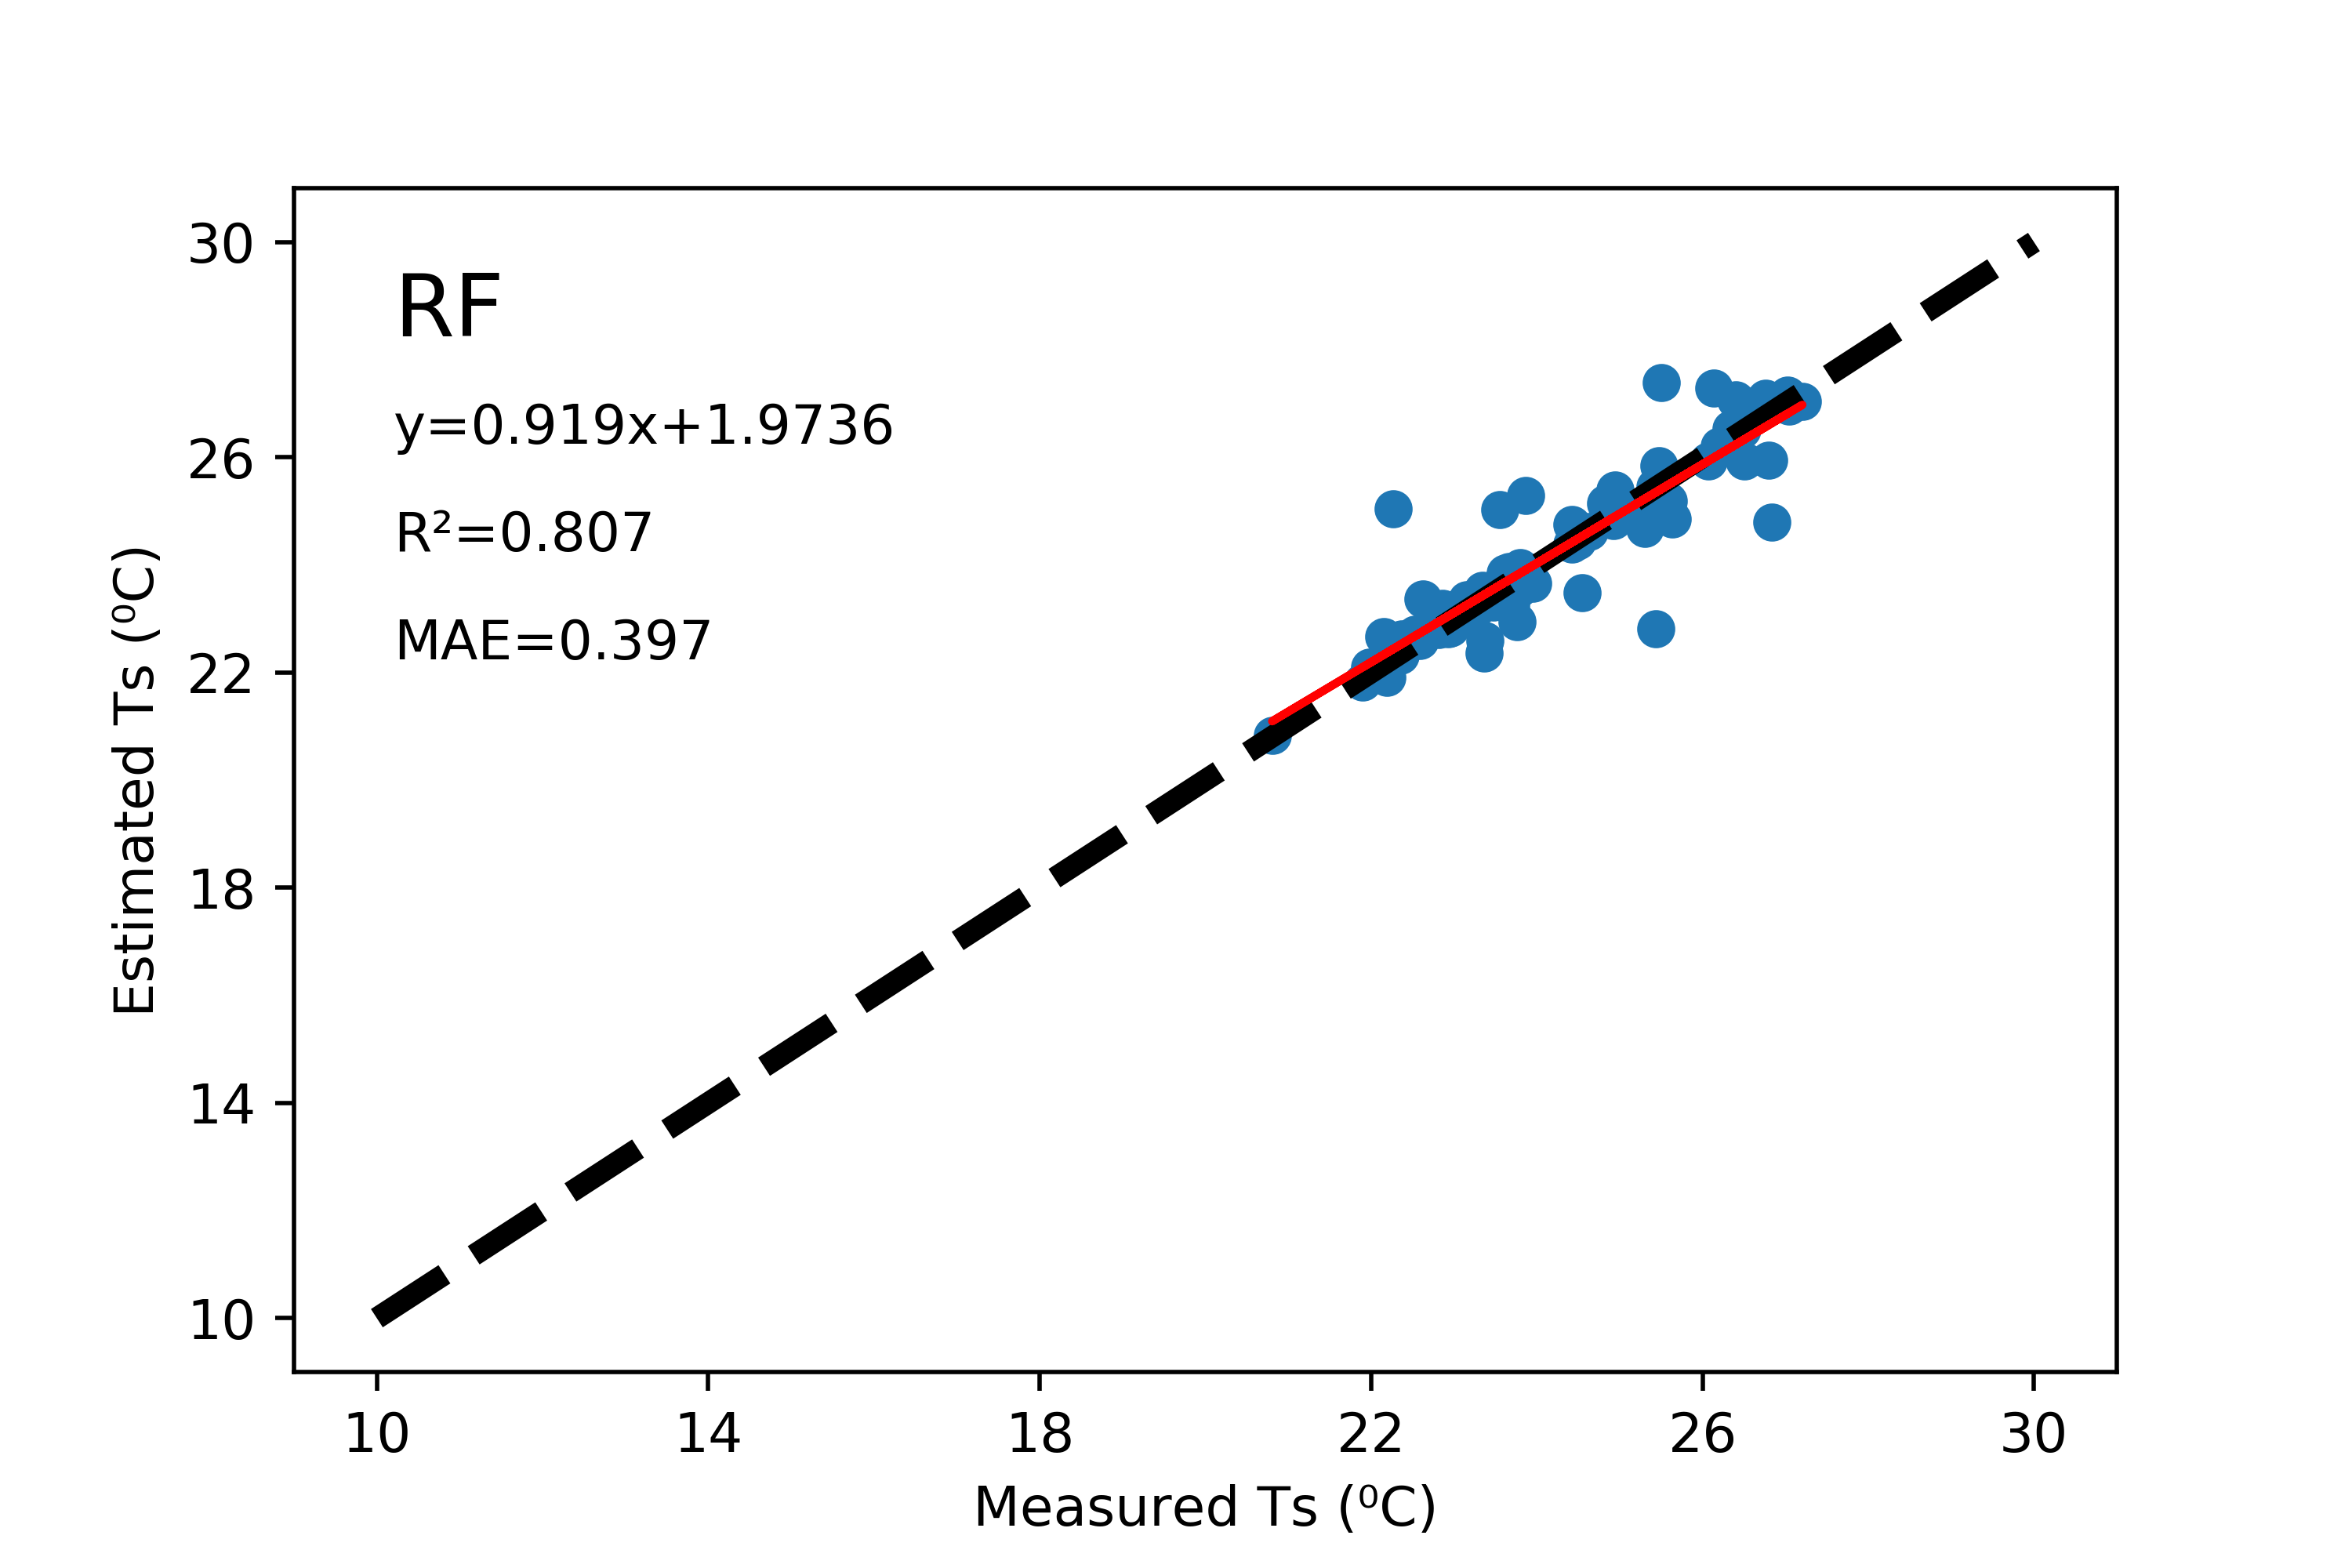 RF
y=0.919x+1.9736
R²=0.807
MAE=0.397
30
26
22
18
14
10
Estimated Ts (⁰C)
10 14 18 22 26 30
Measured Ts (⁰C)